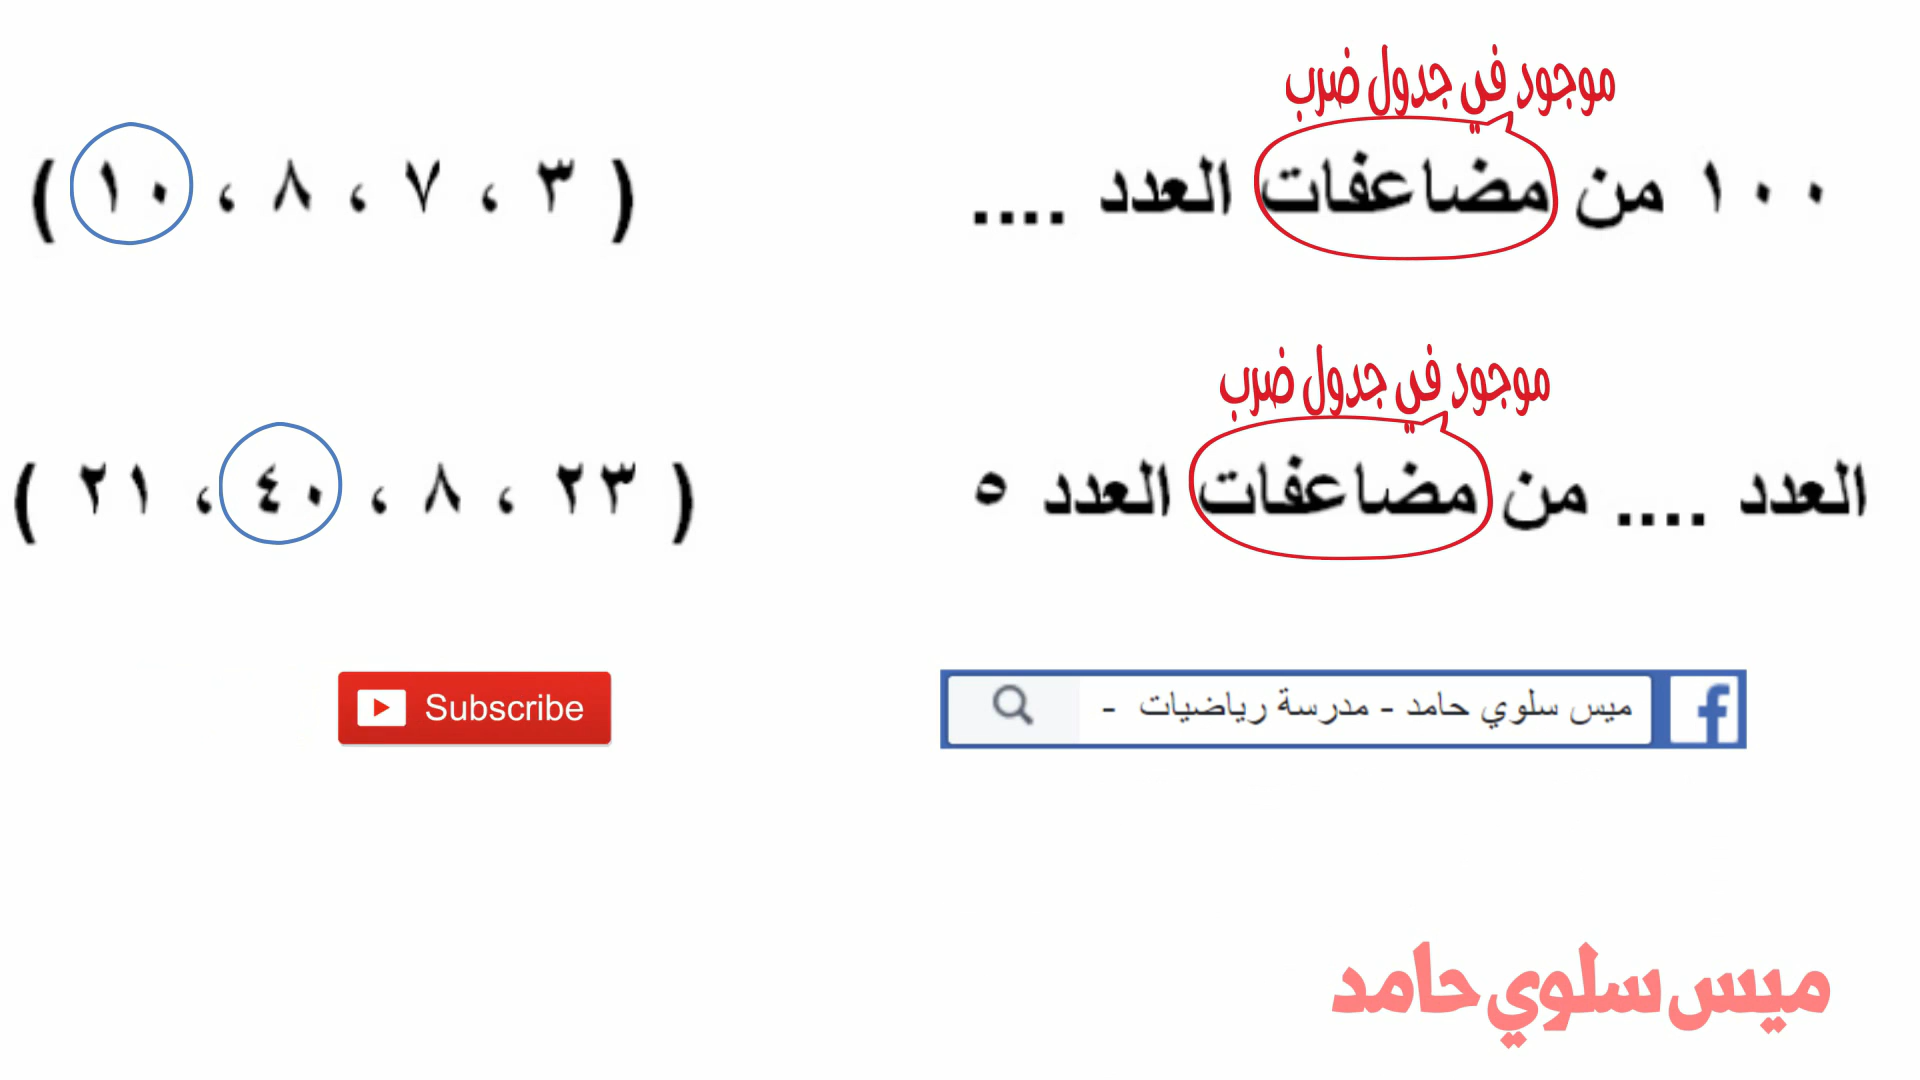 موجود في جدول ضرب
١٠٠ من مضاعفات العدد .... ( ٣ ، ٧ ، ٨ ، ١٠ )
موجود في جدول ضرب
العدد .... من مضاعفات العدد ٥ ( ٢٣ ، ٨ ، ٤٠ ، ٢١ )
ميس سلوي حامد - مدرسة رياضيات -
Subscribe
ميس سلوي حامد